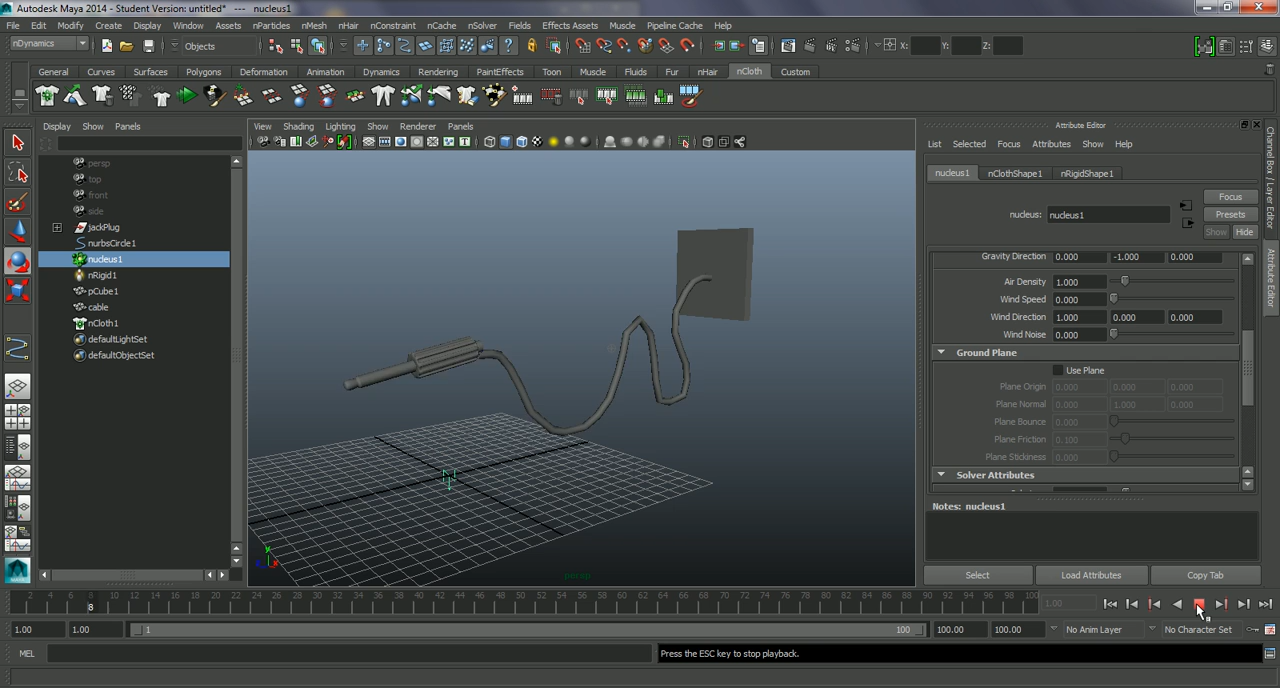 Autodesk Maya 2014 - Student Version: untitled* --- nucleus1
File Edit Modify Create Display Window Assets nParticles nMesh nHair nConstraint nCache nSolver Fields Effects Assets Muscle Pipeline Cache Help
nDynamics Objects X: Y: Z:
General Curves Surfaces Polygons Deformation Animation Dynamics Rendering PaintEffects Toon Muscle Fluids Fur nHair nCloth Custom
Display Show Panels
View Shading Lighting Show Renderer Panels
persp
top
front
side
jackPlug
nurbsCircle1
nucleus1
nRigid1
pCube1
cable
nCloth1
defaultLightSet
defaultObjectSet
persp
Attribute Editor
List Selected Focus Attributes Show Help
nucleus1 nClothShape1 nRigidShape1
Focus
nucleus: nucleus1 Presets
Show Hide
Gravity Direction 0.000 -1.000 0.000
Air Density 1.000
Wind Speed 0.000
Wind Direction 1.000 0.000 0.000
Wind Noise 0.000
Ground Plane
Use Plane
Plane Origin 0.000 0.000 0.000
Plane Normal 0.000 1.000 0.000
Plane Bounce 0.000
Plane Friction 0.100
Plane Stickiness 0.000
Solver Attributes
Notes: nucleus1
Select Load Attributes Copy Tab
Channel Box / Layer Editor
Attribute Editor
2 4 6 8 10 12 14 16 18 20 22 24 26 28 30 32 34 36 38 40 42 44 46 48 50 52 54 56 58 60 62 64 66 68 70 72 74 76 78 80 82 84 86 88 90 92 94 96 98 100
8
1.00
1.00 1.00 1 100 100.00 100.00 No Anim Layer No Character Set
MEL Press the ESC key to stop playback.